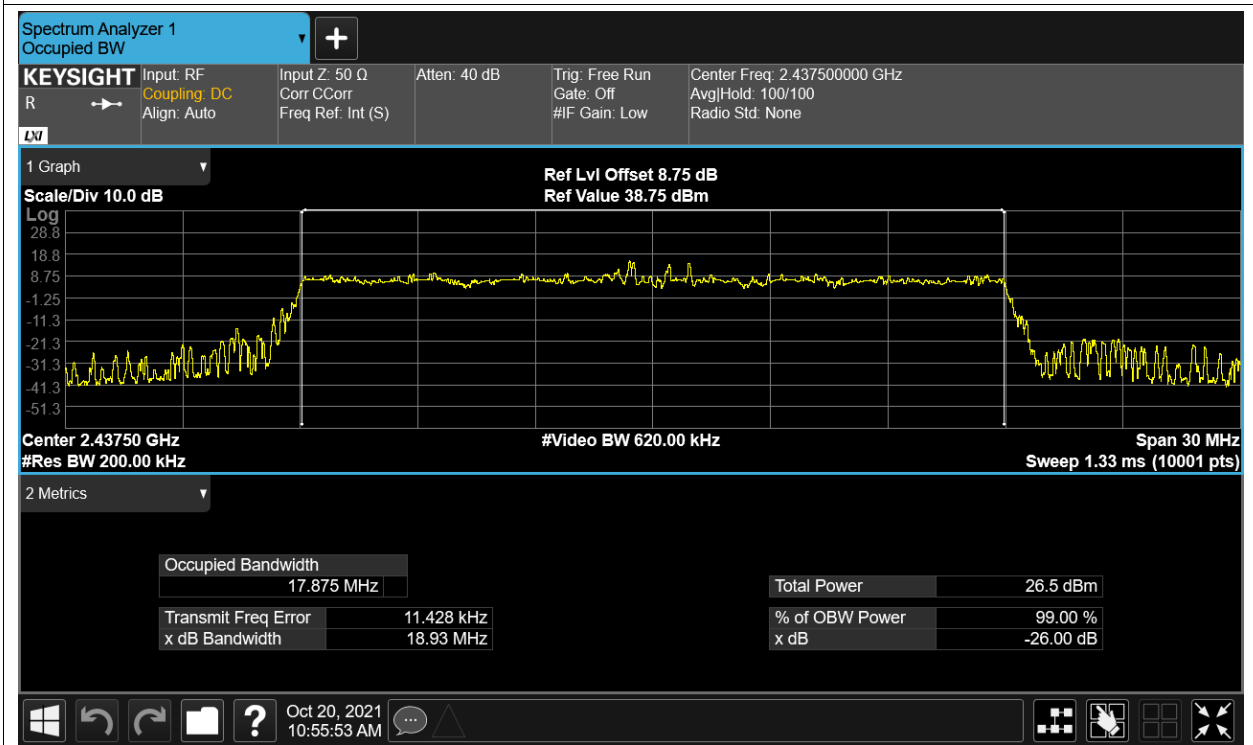 Spectrum Analyzer 1
Occupied BW
KEYSIGHT Input: RF Input Z: 50 Ω Atten: 40 dB Trig: Free Run Center Freq: 2.437500000 GHz
R Coupling: DC Corr CCorr Gate: Off Avg|Hold: 100/100
Align: Auto Freq Ref: Int (S) #IF Gain: Low Radio Std: None
LXI
1 Graph
Ref Lvl Offset 8.75 dB
Scale/Div 10.0 dB Ref Value 38.75 dBm
Log
28.8
18.8
8.75
-1.25
-11.3
-21.3
-31.3
-41.3
-51.3
Center 2.43750 GHz #Video BW 620.00 kHz Span 30 MHz
#Res BW 200.00 kHz Sweep 1.33 ms (10001 pts)
2 Metrics
Occupied Bandwidth
17.875 MHz Total Power 26.5 dBm
Transmit Freq Error 11.428 kHz % of OBW Power 99.00 %
x dB Bandwidth 18.93 MHz x dB -26.00 dB
? Oct 20, 2021
10:55:53 AM